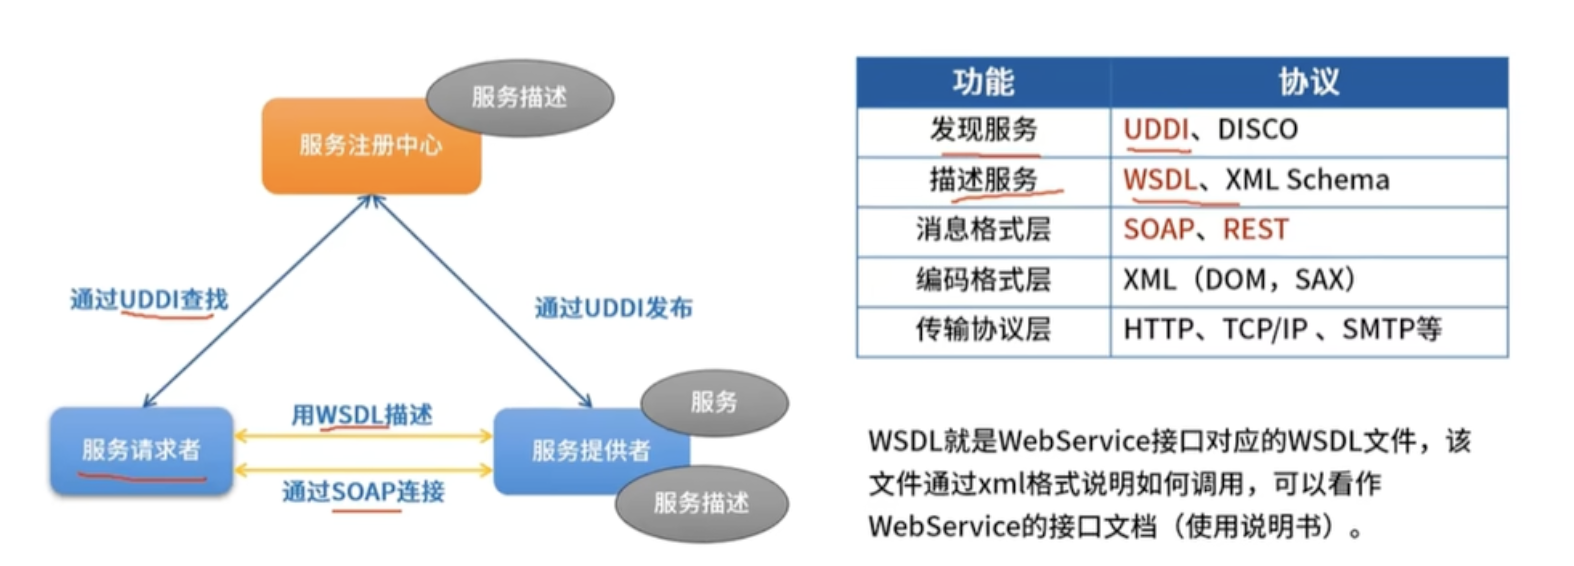 服务描述
服务注册中心
通过UDDI查找
通过UDDI发布
服务请求者
用WSDL描述
通过SOAP连接
服务提供者
服务
服务描述
功能 协议
发现服务 UDDI、DISCO
描述服务 WSDL、XML Schema
消息格式层 SOAP、REST
编码格式层 XML（DOM，SAX）
传输协议层 HTTP、TCP/IP 、SMTP等
WSDL就是WebService接口对应的WSDL文件，该
文件通过xml格式说明如何调用，可以看作
WebService的接口文档（使用说明书）。